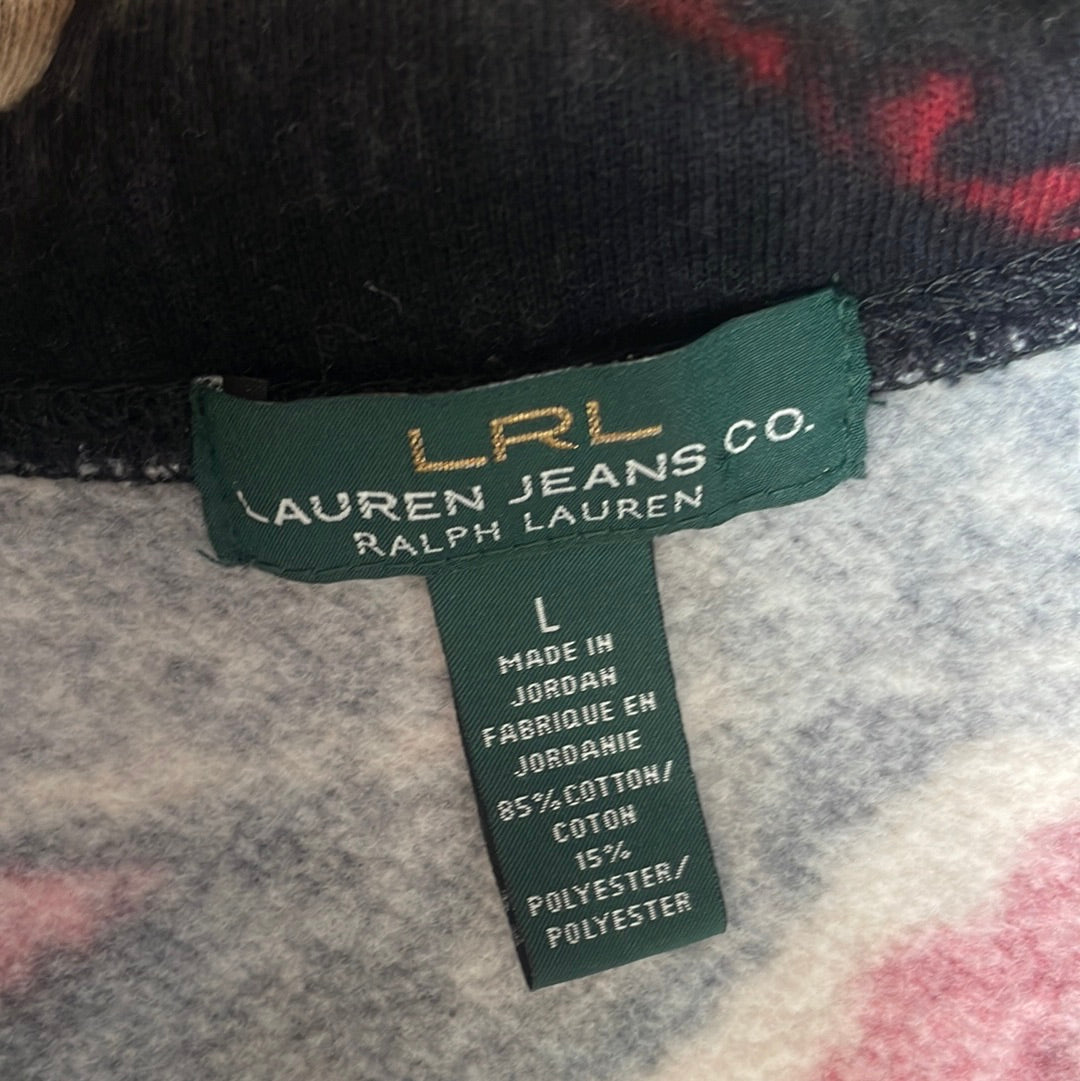 LRL
LAUREN JEANS CO.
RALPH LAUREN
L
MADE IN
JORDAN
FABRIQUE EN
JORDANIE
85%COTTON/
COTON
15%
POLYESTER/
POLYESTER